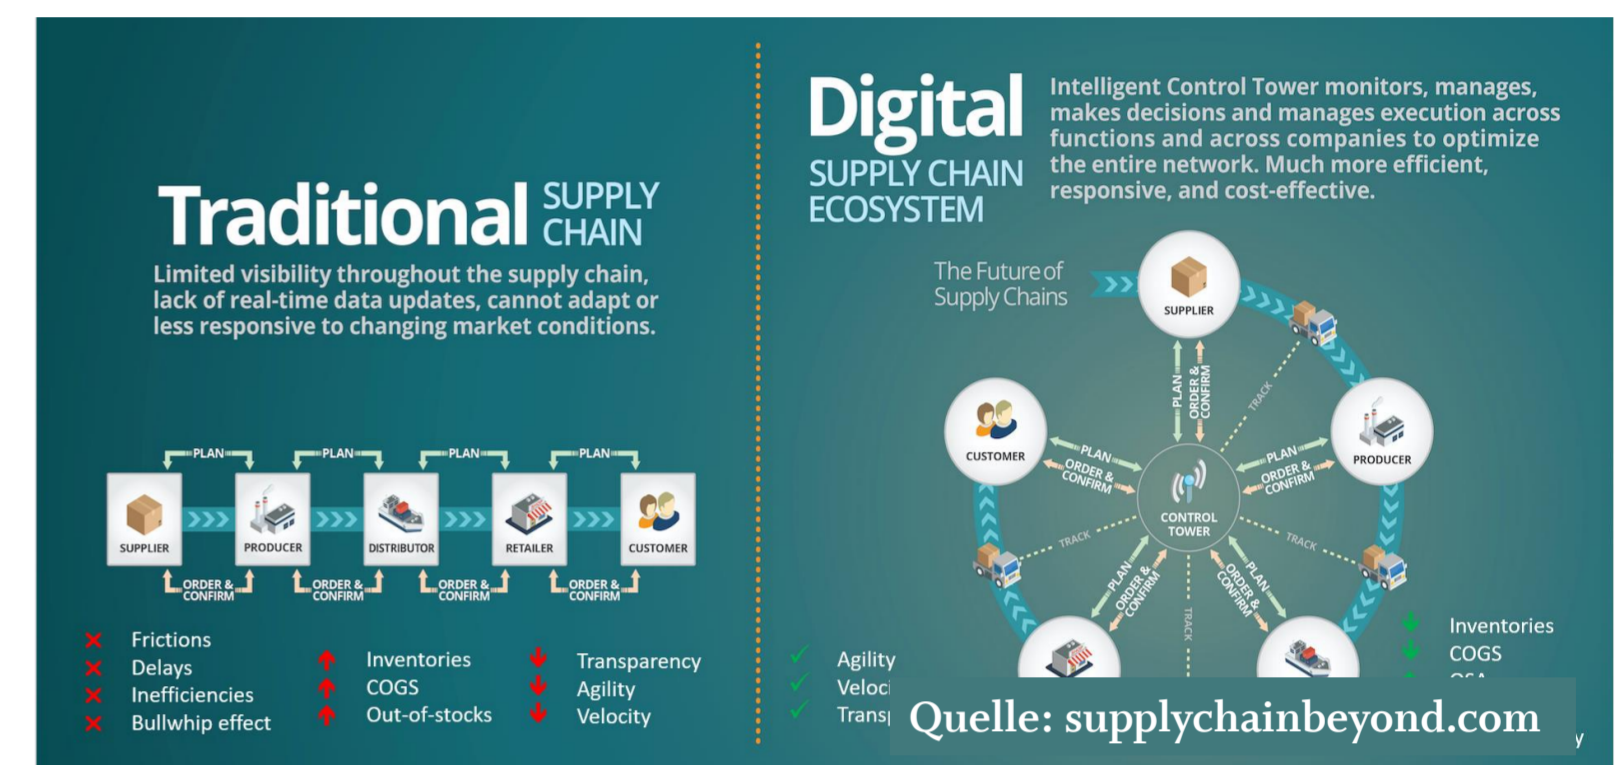 Traditional SUPPLY
CHAIN
Limited visibility throughout the supply chain,
lack of real-time data updates, cannot adapt or
less responsive to changing market conditions.
PLAN PLAN PLAN PLAN
SUPPLIER PRODUCER DISTRIBUTOR RETAILER CUSTOMER
ORDER & ORDER & ORDER & ORDER &
CONFIRM CONFIRM CONFIRM CONFIRM
Frictions
Delays
Inefficiencies
Bullwhip effect
Inventories
COGS
Out-of-stocks
Transparency
Agility
Velocity
Digital
SUPPLY CHAIN
ECOSYSTEM
Intelligent Control Tower monitors, manages,
makes decisions and manages execution across
functions and across companies to optimize
the entire network. Much more efficient,
responsive, and cost-effective.
The Future of
Supply Chains
SUPPLIER
PLAN
ORDER &
CONFIRM
TRACK
CUSTOMER
PLAN
ORDER &
CONFIRM
PRODUCER
PLAN
ORDER &
CONFIRM
CONTROL
TOWER
TRACK
TRACK
PLAN
ORDER &
CONFIRM
PLAN
ORDER &
CONFIRM
TRACK
Agility
Inventories
COGS
Quelle: supplychainbeyond.com